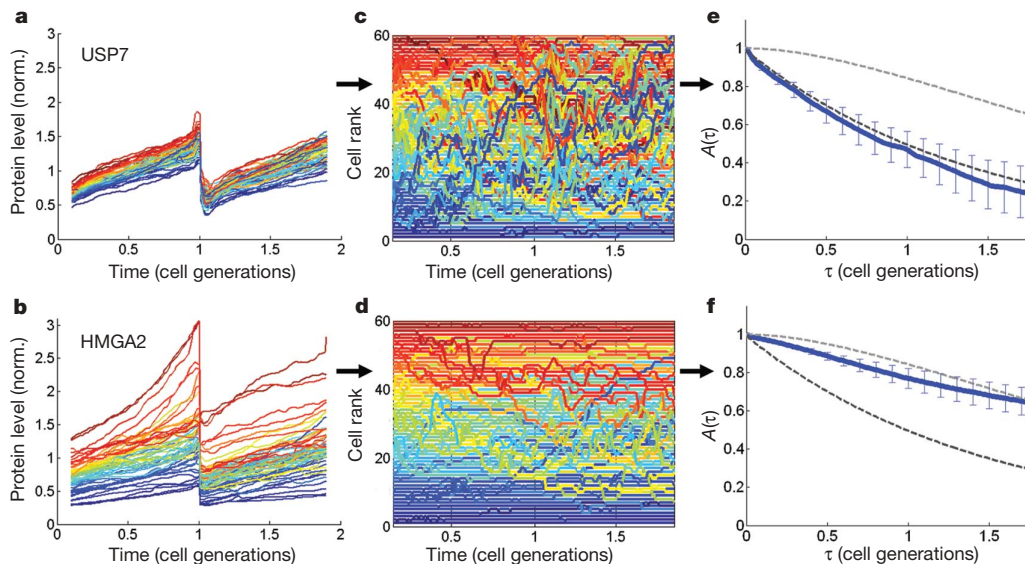 a
USP7
Protein level (norm.)
3
2.5
2
1.5
1
0.5
0
0 0.5 1 1.5 2
Time (cell generations)
c
Cell rank
60
40
20
0
0.5 1 1.5
Time (cell generations)
e
A(τ)
1
0.8
0.6
0.4
0.2
0
0 0.5 1 1.5
τ (cell generations)
b
HMGA2
Protein level (norm.)
3
2.5
2
1.5
1
0.5
0
0 0.5 1 1.5 2
Time (cell generations)
d
Cell rank
60
40
20
0
0.5 1 1.5
Time (cell generations)
f
A(τ)
1
0.8
0.6
0.4
0.2
0
0 0.5 1 1.5
τ (cell generations)